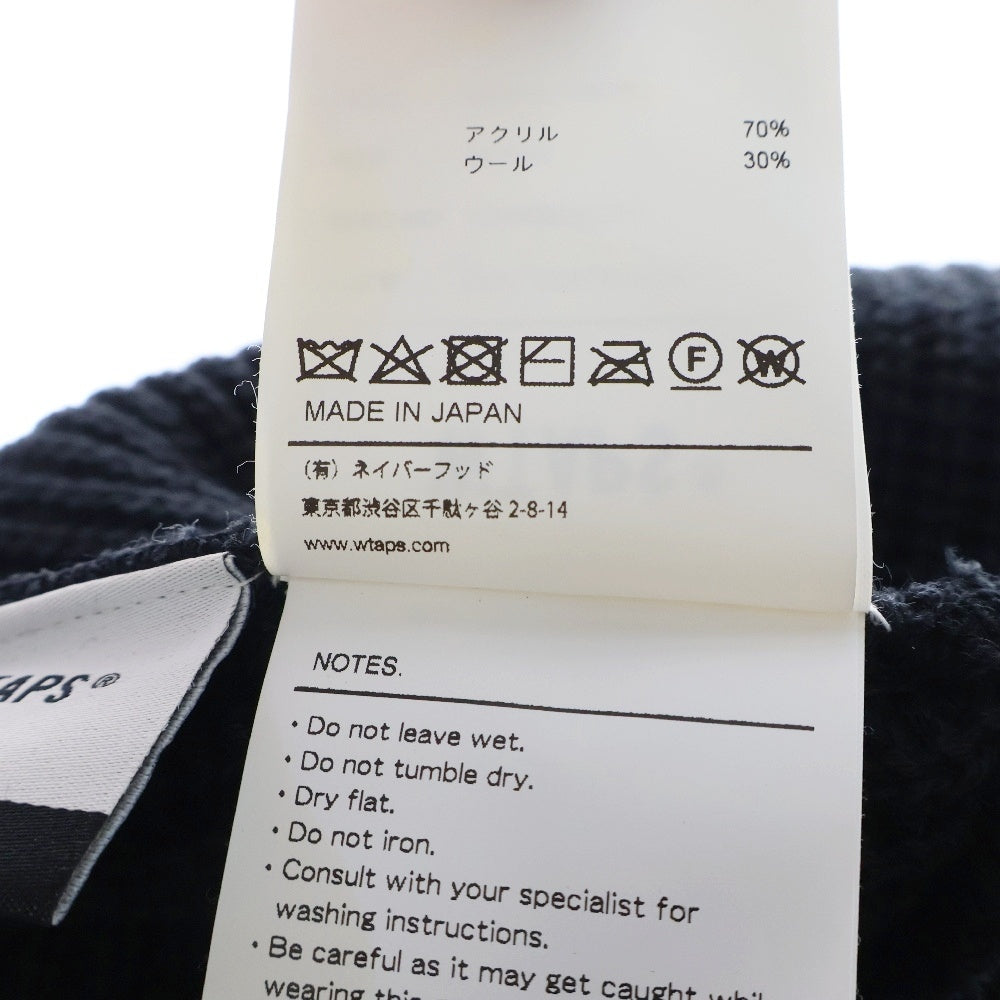 アクリル 70%
ウール 30%
F W
MADE IN JAPAN
(有) ネイバーフッド
東京都渋谷区千駄ヶ谷 2-8-14
www.wtaps.com
TAPS®
NOTES.
・Do not leave wet.
・Do not tumble dry.
・Dry flat.
・Do not iron.
・Consult with your specialist for
washing instructions.
・Be careful as it may get caught
wearing this